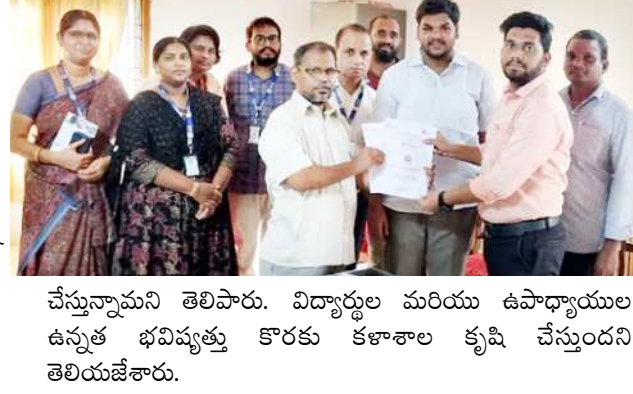 చేస్తున్నామని తెలిపారు. విద్యార్థుల మరియు ఉపాధ్యాయుల
ఉన్నత భవిష్యత్తు కొరకు కళాశాల కృషి చేస్తుందని
తెలియజేశారు.